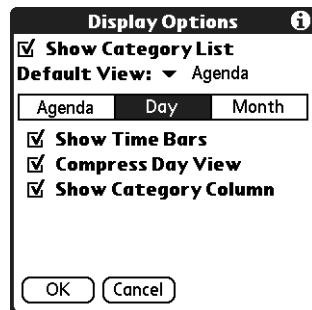 Display Options
Show Category List
Default View: Agenda
Agenda Day Month
Show Time Bars
Compress Day View
Show Category Column
OK Cancel